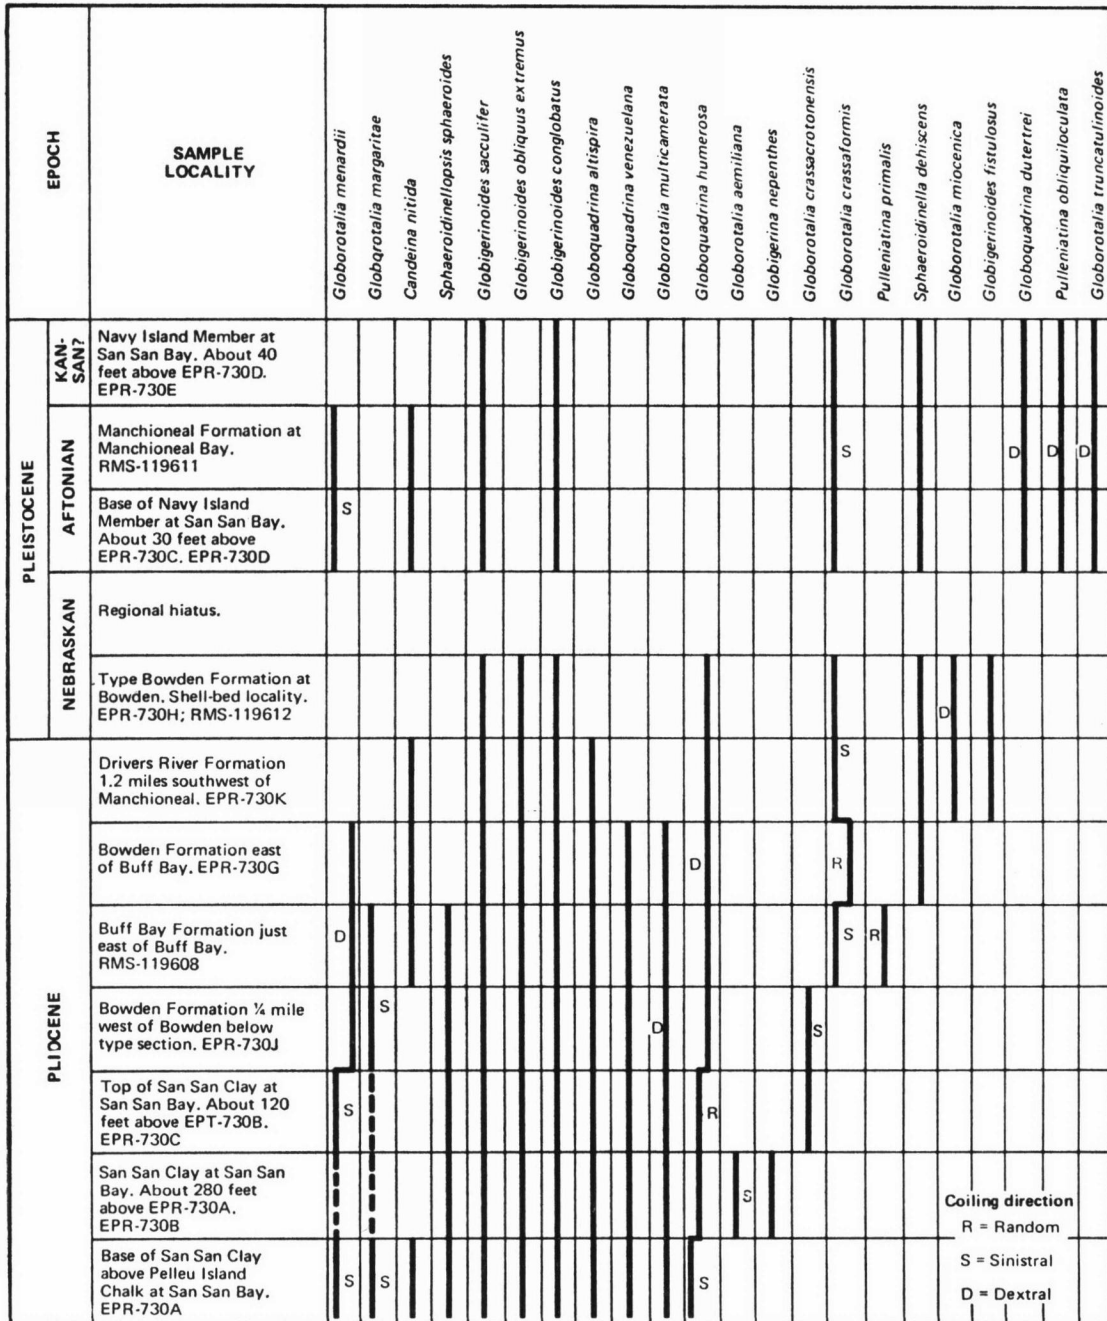 EPOCH
SAMPLE
LOCALITY
Globorotalia menardii
Globorotalia margaritae
Candeina nitida
Sphaeroidinellopsis sphaeroides
Globigerinoides sacculifer
Globigerinoides obliquus extremus
Globigerinoides conglobatus
Globoquadrina altispira
Globoquadrina venezuelana
Globorotalia multicamerata
Globoquadrina humerosa
Globorotalia aemiliana
Globigerina nepenthes
Globorotalia crassacrotonensis
Globorotalia crassaformis
Pulleniatina primalis
Sphaeroidinella dehiscens
Globorotalia miocenica
Globigerinoides fistulosus
Globoquadrina dutertrei
Pulleniatina obliquiloculata
Globorotalia truncatulinoides
PLEISTOCENE
KAN-
SAN?
Navy Island Member at
San San Bay. About 40
feet above EPR-730D.
EPR-730E
AFTONIAN
Manchioneal Formation at
Manchioneal Bay.
RMS-119611
S
D
D
D
Base of Navy Island
Member at San San Bay.
About 30 feet above
EPR-730C. EPR-730D
S
NEBRASKAN
Regional hiatus.
Type Bowden Formation at
Bowden. Shell-bed locality.
EPR-730H; RMS-119612
D
PLIOCENE
Drivers River Formation
1.2 miles southwest of
Manchioneal. EPR-730K
S
Bowden Formation east
of Buff Bay. EPR-730G
D
R
Buff Bay Formation just
east of Buff Bay.
RMS-119608
D
S
R
Bowden Formation ¼ mile
west of Bowden below
type section. EPR-730J
S
D
S
Top of San San Clay at
San San Bay. About 120
feet above EPT-730B.
EPR-730C
S
R
San San Clay at San San
Bay. About 280 feet
above EPR-730A.
EPR-730B
S
Base of San San Clay
above Pelleu Island
Chalk at San San Bay.
EPR-730A
S
S
S
Coiling direction
R = Random
S = Sinistral
D = Dextral